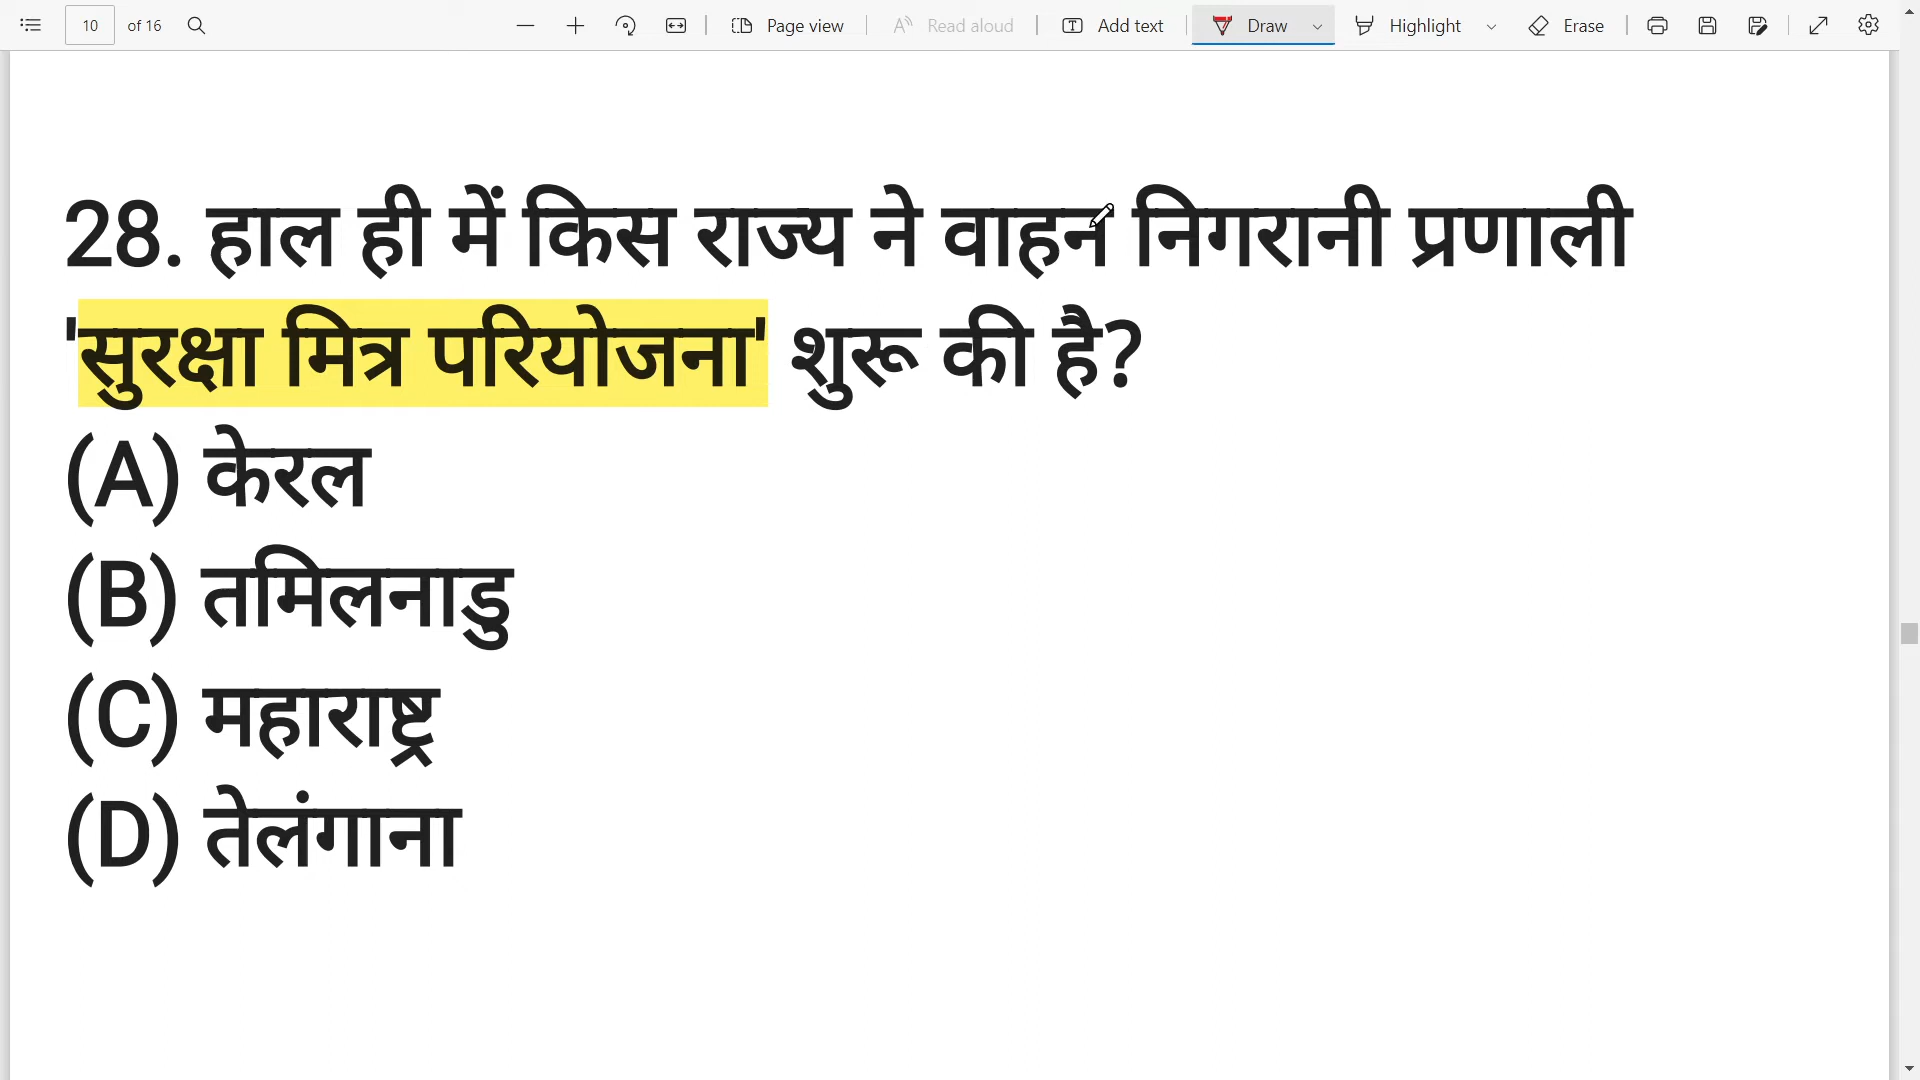 10 of 16 Page view Read aloud Add text Draw Highlight Erase
28. हाल ही में किस राज्य ने वाहन निगरानी प्रणाली
'सुरक्षा मित्र परियोजना' शुरू की है?
(A) केरल
(B) तमिलनाडु
(C) महाराष्ट्र
(D) तेलंगाना